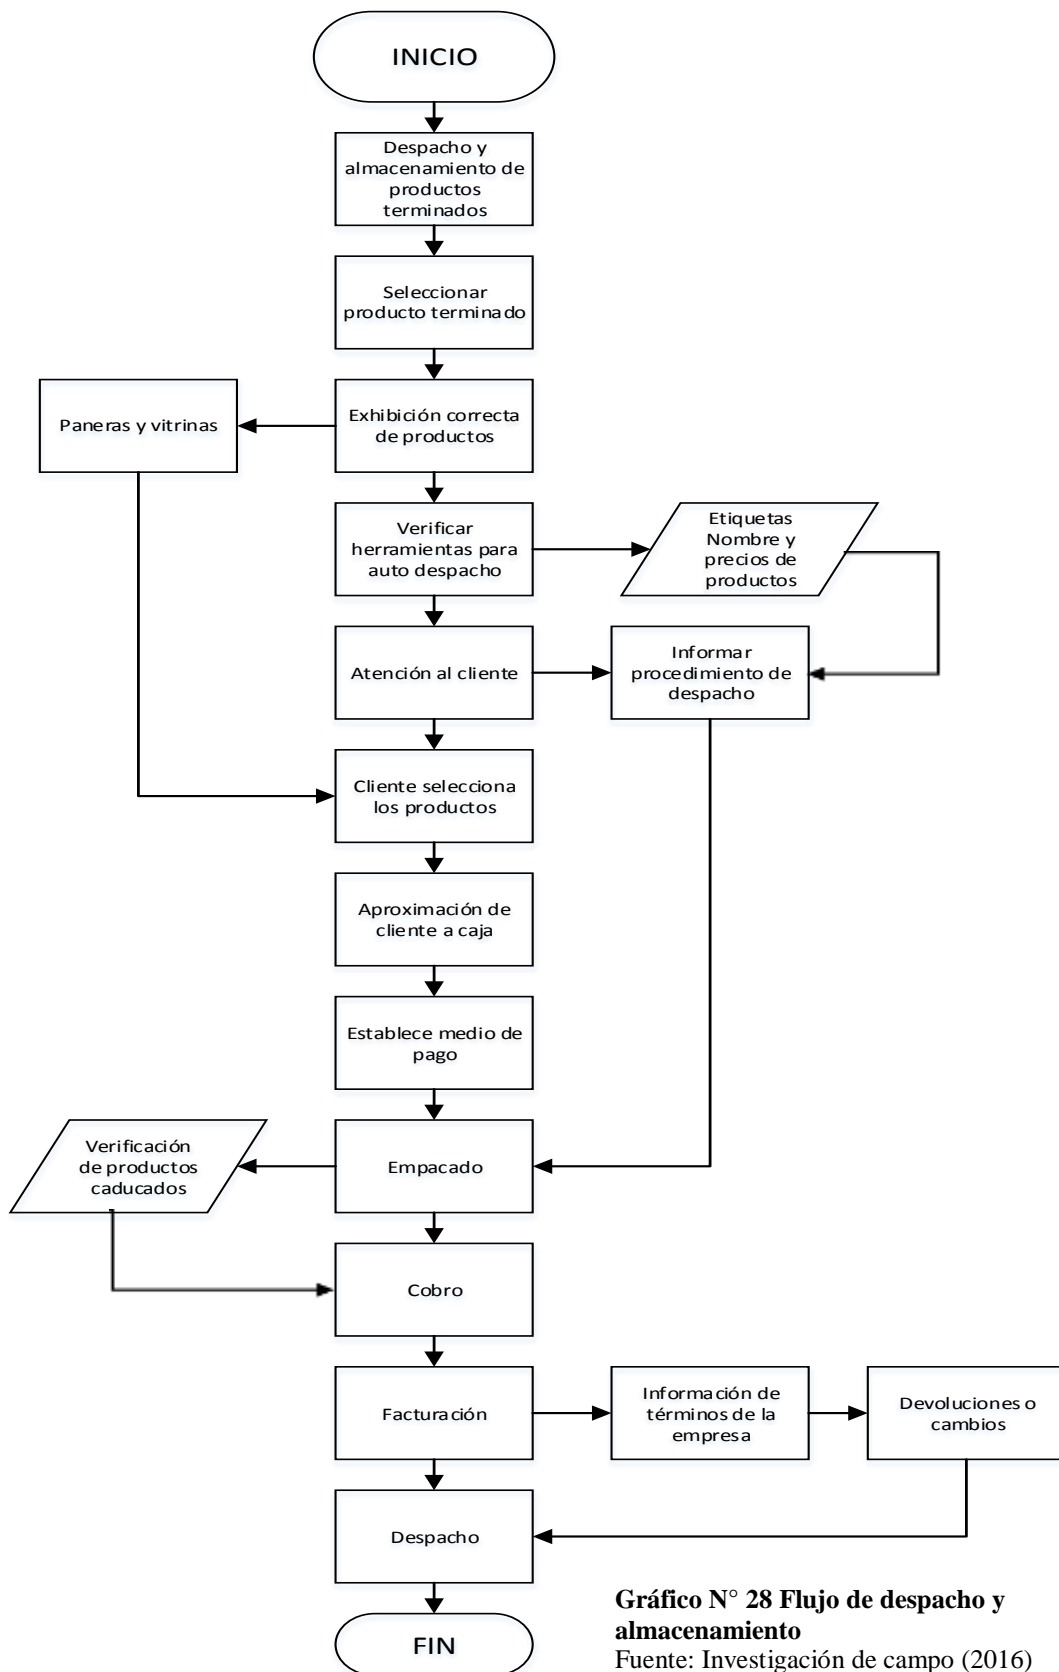 INICIO
Despacho y
almacenamiento de
productos
terminados
Seleccionar
producto terminado
Paneras y vitrinas
Exhibición correcta
de productos
Verificar
herramientas para
auto despacho
Etiquetas
Nombre y
precios de
productos
Atención al cliente
Informar
procedimiento de
despacho
Cliente selecciona
los productos
Aproximación de
cliente a caja
Establece medio de
pago
Verificación
de productos
caducados
Empacado
Cobro
Facturación
Información de
términos de la
empresa
Devoluciones o
cambios
Despacho
FIN
Gráfico N° 28 Flujo de despacho y
almacenamiento
Fuente: Investigación de campo (2016)